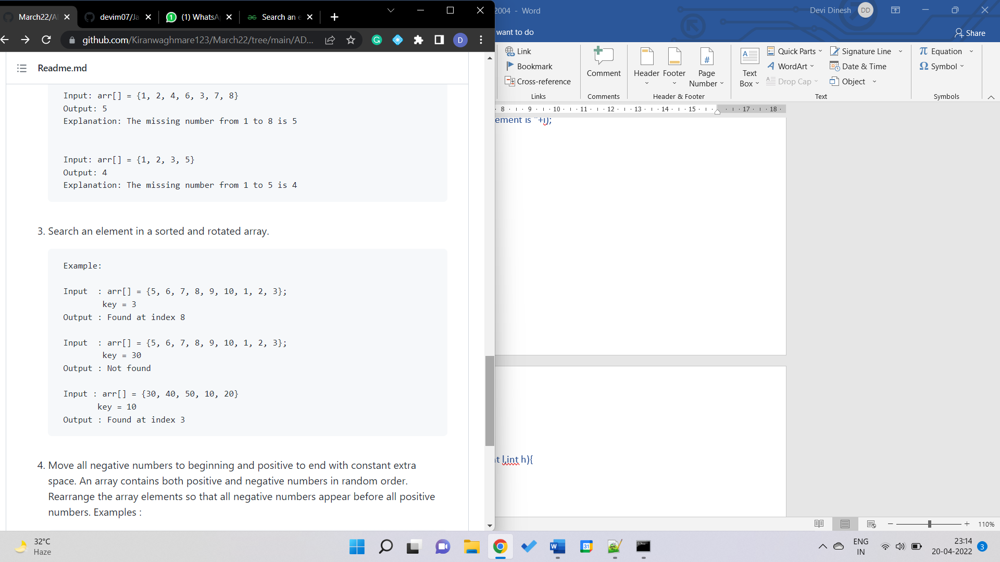 March22/A
devim07/Ja
(1) WhatsA
Search an e
2004 - Word
Devi Dinesh
DD
github.com/Kiranwaghmare123/March22/tree/main/AD...
D
want to do
Share
Link
Bookmark
Cross-reference
Links
Comment
Comments
Header
Footer
Page Number
Header & Footer
Text Box
Quick Parts
WordArt
Drop Cap
Signature Line
Date & Time
Object
Text
Equation
Symbol
Symbols
8 9 10 11 12 13 14 15 17 18
Readme.md
Input: arr[] = {1, 2, 4, 6, 3, 7, 8}
Output: 5
Explanation: The missing number from 1 to 8 is 5
Input: arr[] = {1, 2, 3, 5}
Output: 4
Explanation: The missing number from 1 to 5 is 4
3. Search an element in a sorted and rotated array.
Example:
Input  : arr[] = {5, 6, 7, 8, 9, 10, 1, 2, 3};
key = 3
Output : Found at index 8
Input  : arr[] = {5, 6, 7, 8, 9, 10, 1, 2, 3};
key = 30
Output : Not found
Input : arr[] = {30, 40, 50, 10, 20}
key = 10
Output : Found at index 3
4. Move all negative numbers to beginning and positive to end with constant extra
space. An array contains both positive and negative numbers in random order.
Rearrange the array elements so that all negative numbers appear before all positive
numbers. Examples :
ement is "+i);
t l,int h){
110%
32°C
Haze
31
ENG
IN
23:14
20-04-2022
3